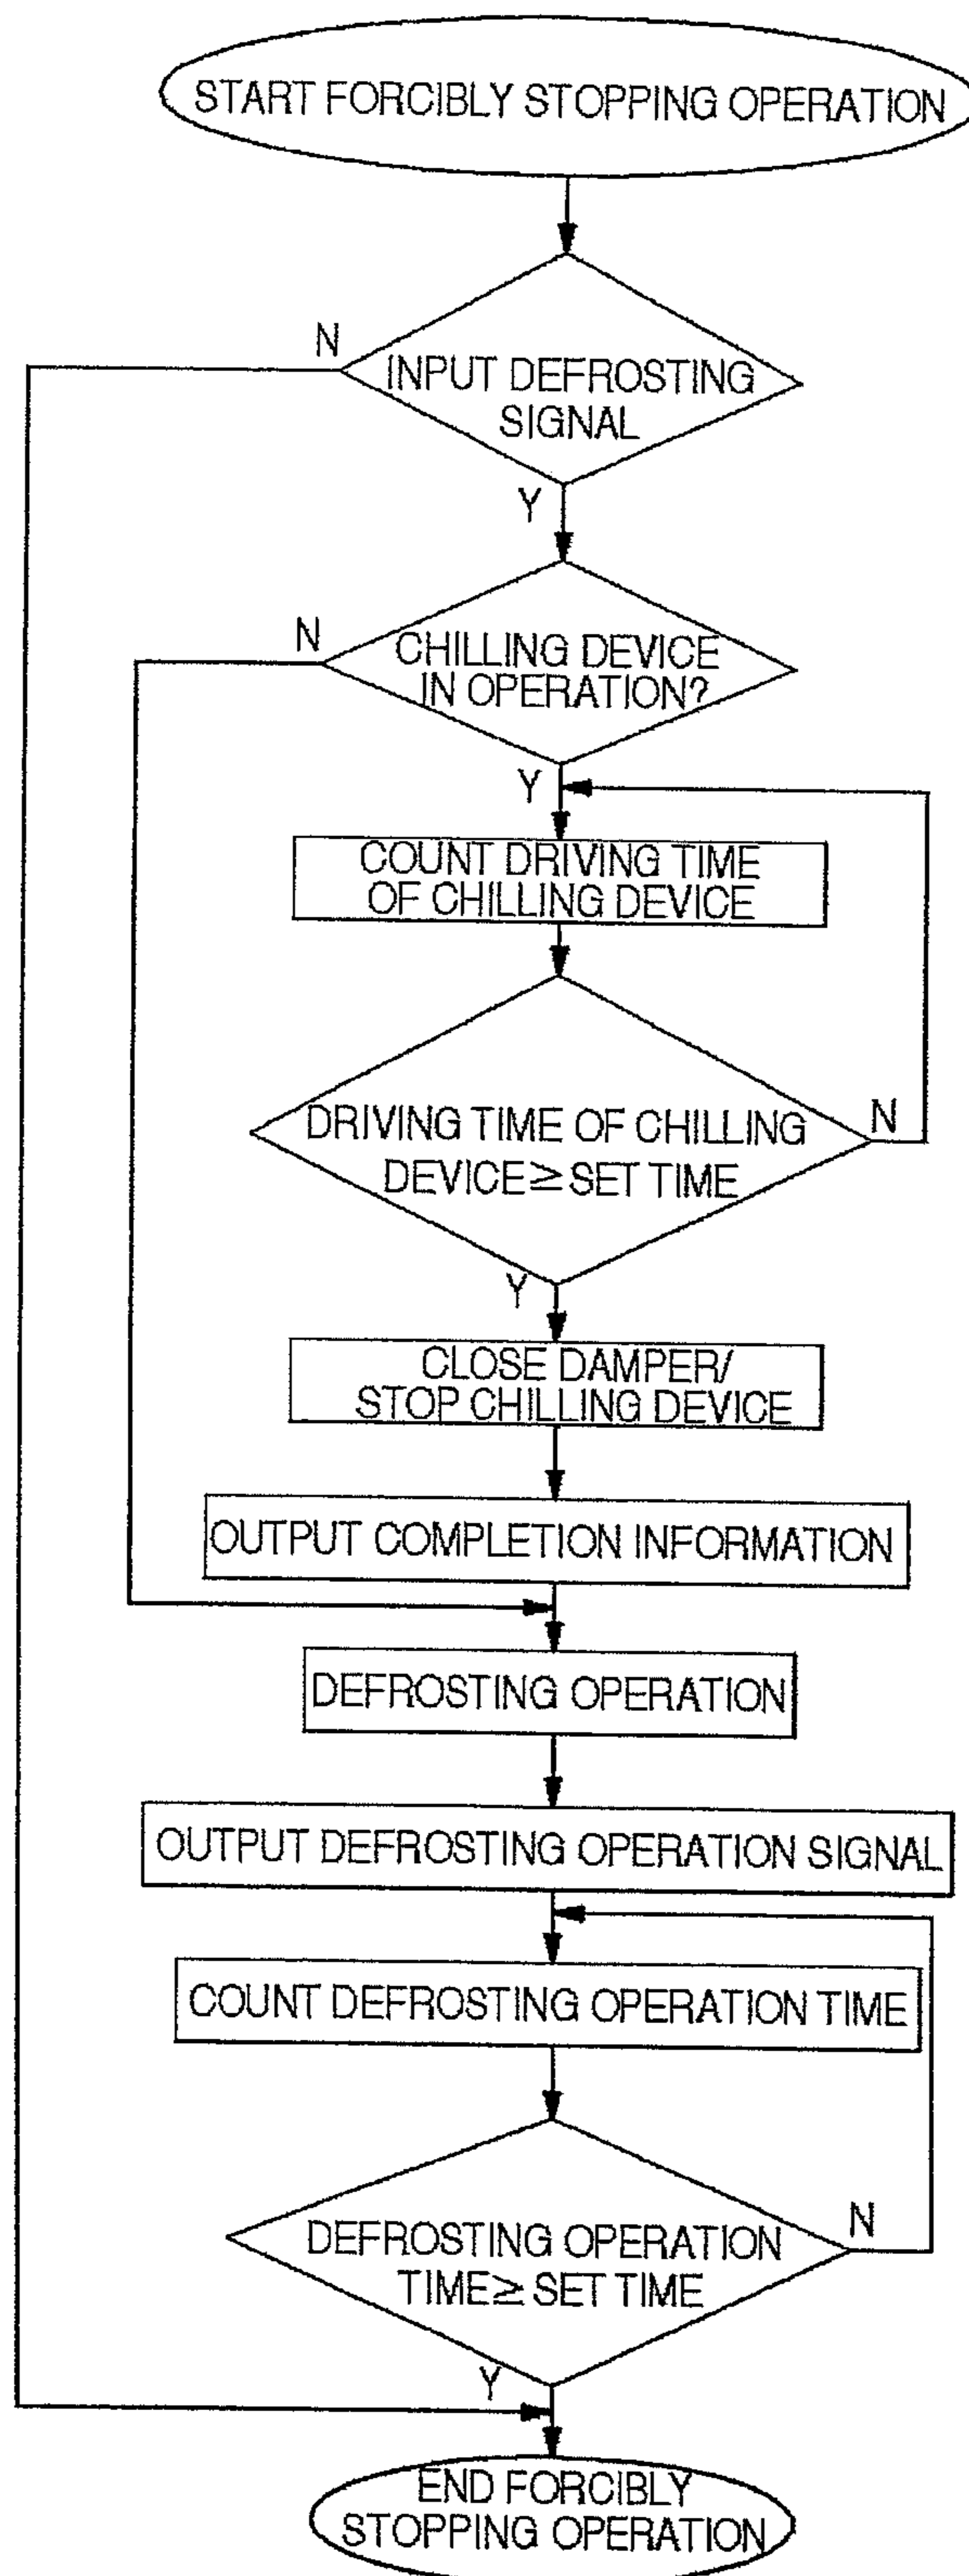 START FORCIBLY STOPPING OPERATION
N
INPUT DEFROSTING
SIGNAL
Y
N
CHILLING DEVICE
IN OPERATION?
Y
COUNT DRIVING TIME
OF CHILLING DEVICE
DRIVING TIME OF CHILLING
DEVICE≥SET TIME
N
Y
CLOSE DAMPER/
STOP CHILLING DEVICE
OUTPUT COMPLETION INFORMATION
DEFROSTING OPERATION
OUTPUT DEFROSTING OPERATION SIGNAL
COUNT DEFROSTING OPERATION TIME
DEFROSTING OPERATION
TIME≥SET TIME
N
Y
END FORCIBLY
STOPPING OPERATION